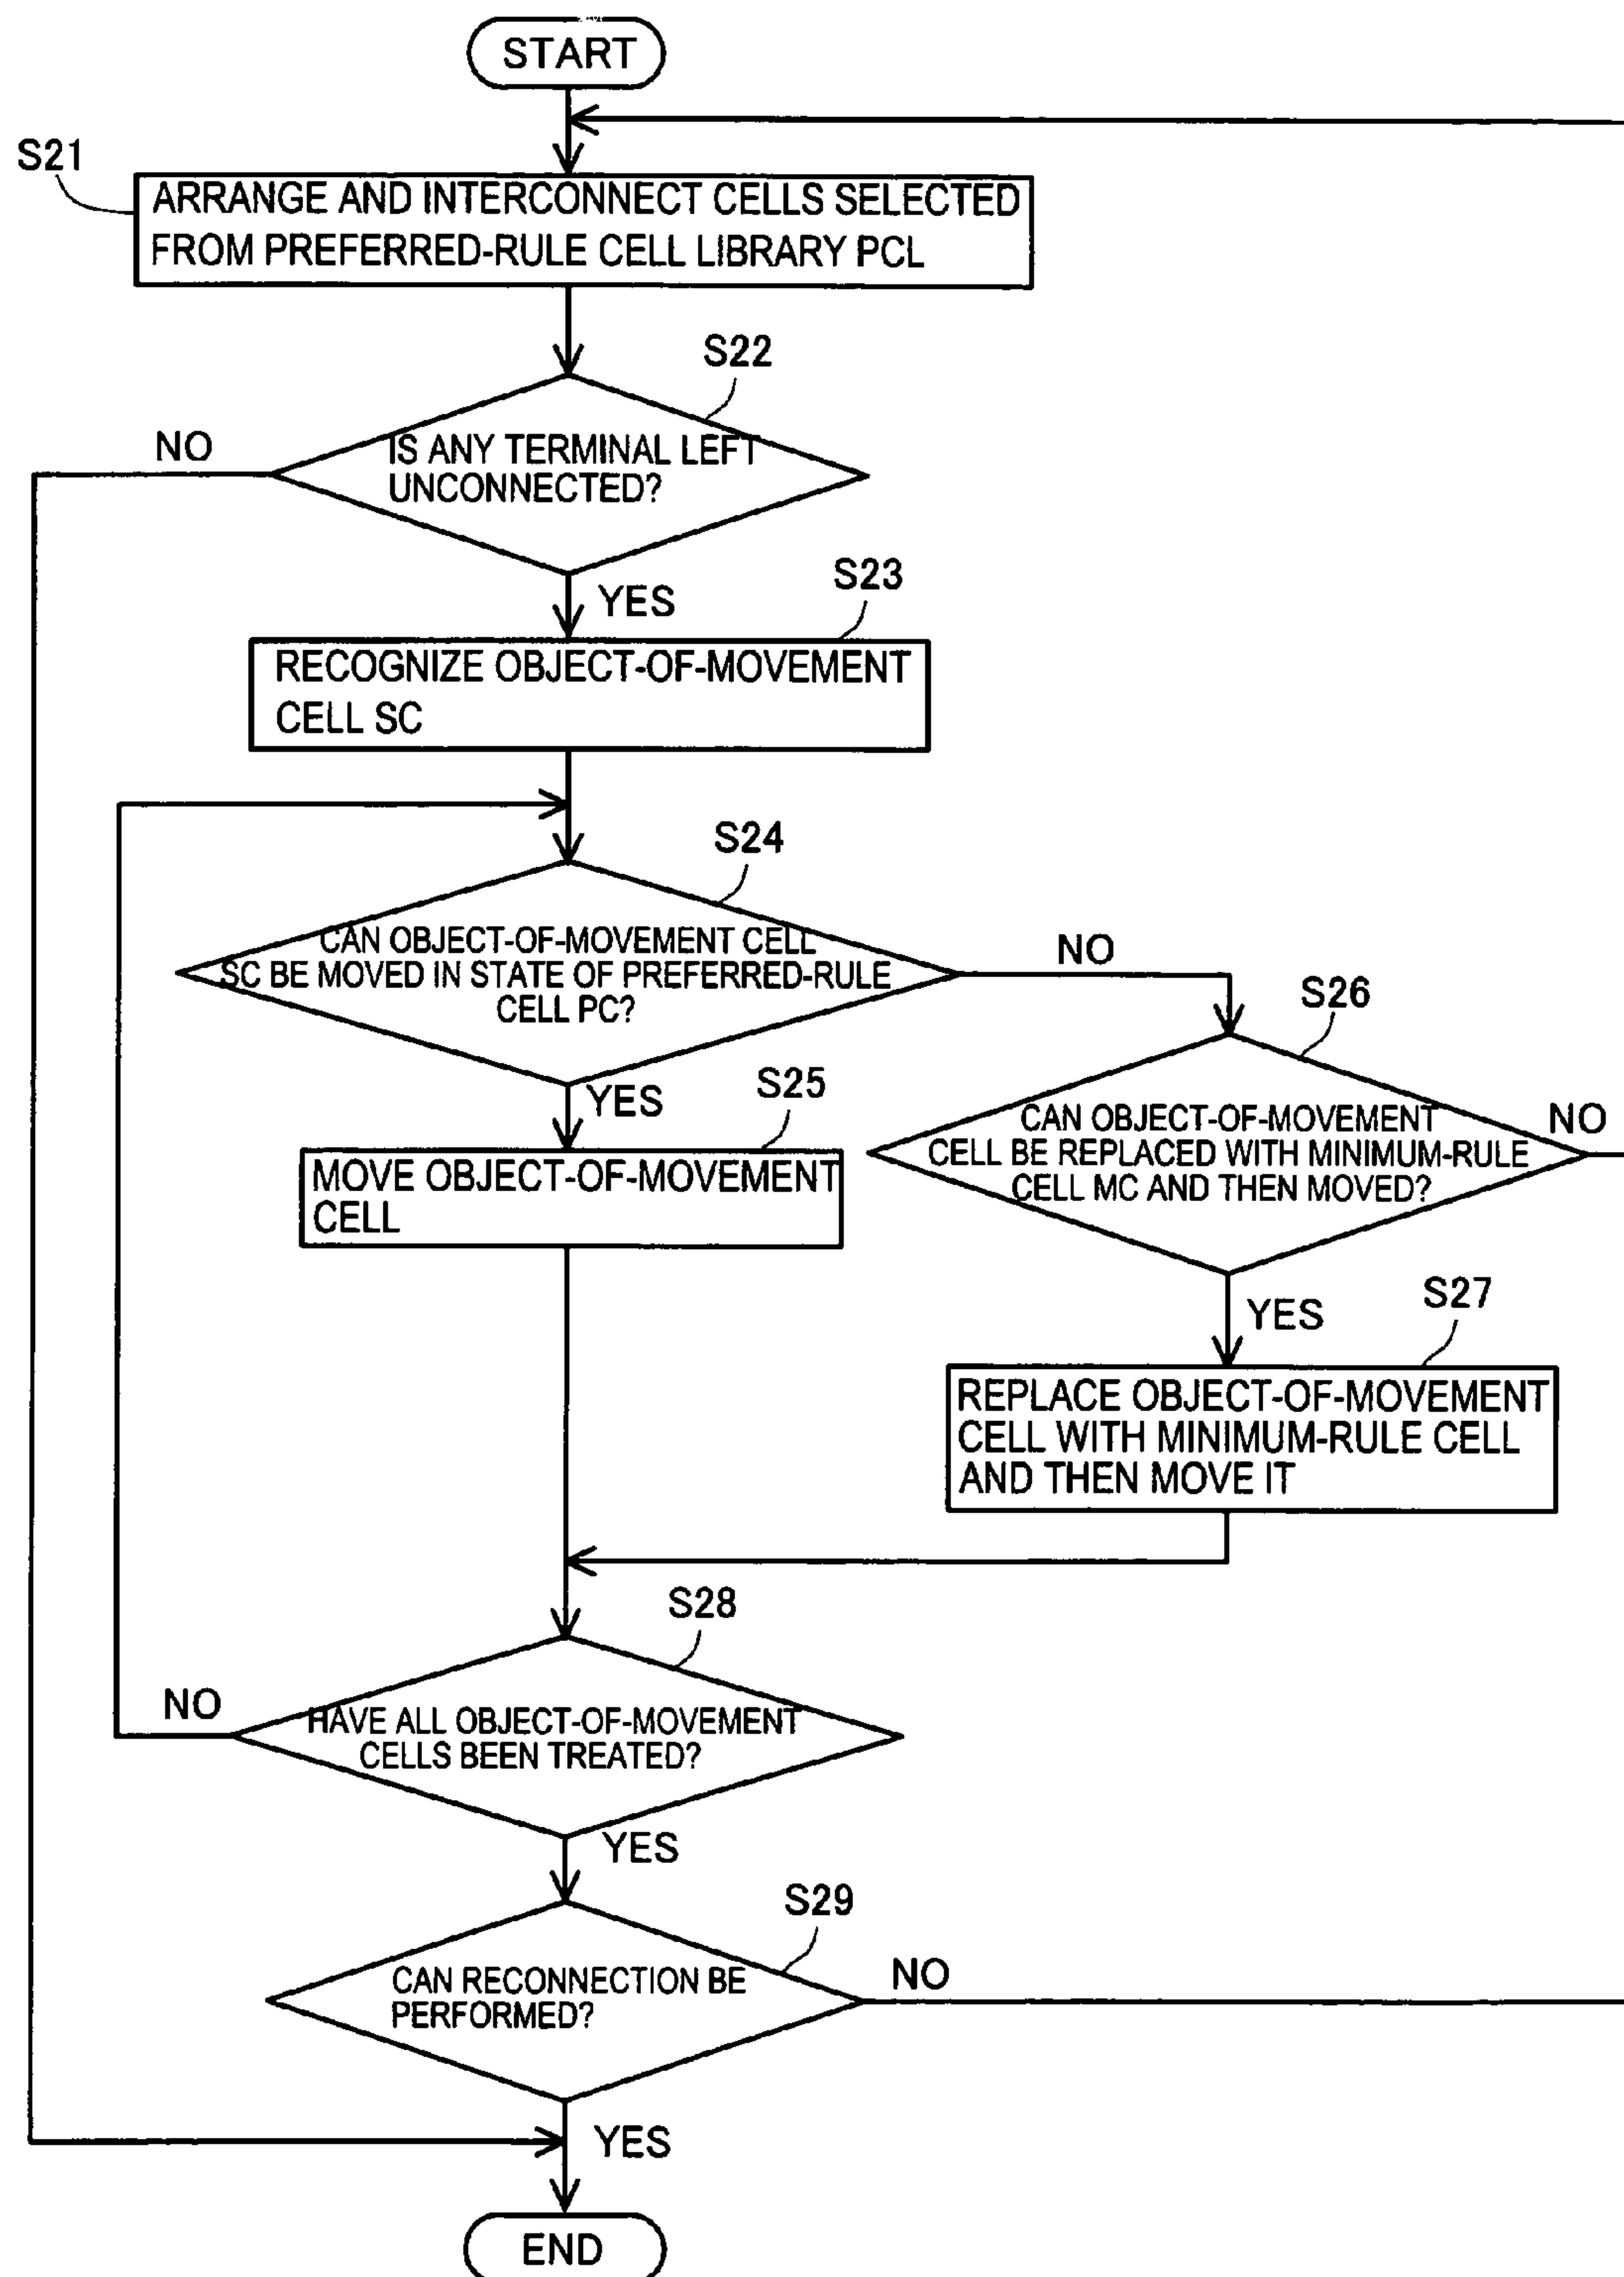 START
S21
ARRANGE AND INTERCONNECT CELLS SELECTED
FROM PREFERRED-RULE CELL LIBRARY PCL
S22
NO
IS ANY TERMINAL LEFT
UNCONNECTED?
YES
S23
RECOGNIZE OBJECT-OF-MOVEMENT
CELL SC
S24
CAN OBJECT-OF-MOVEMENT CELL
SC BE MOVED IN STATE OF PREFERRED-RULE
CELL PC?
NO
YES
S25
MOVE OBJECT-OF-MOVEMENT
CELL
S26
CAN OBJECT-OF-MOVEMENT
CELL BE REPLACED WITH MINIMUM-RULE
CELL MC AND THEN MOVED?
NO
YES
S27
REPLACE OBJECT-OF-MOVEMENT
CELL WITH MINIMUM-RULE CELL
AND THEN MOVE IT
S28
NO
HAVE ALL OBJECT-OF-MOVEMENT
CELLS BEEN TREATED?
YES
S29
CAN RECONNECTION BE
PERFORMED?
NO
YES
END